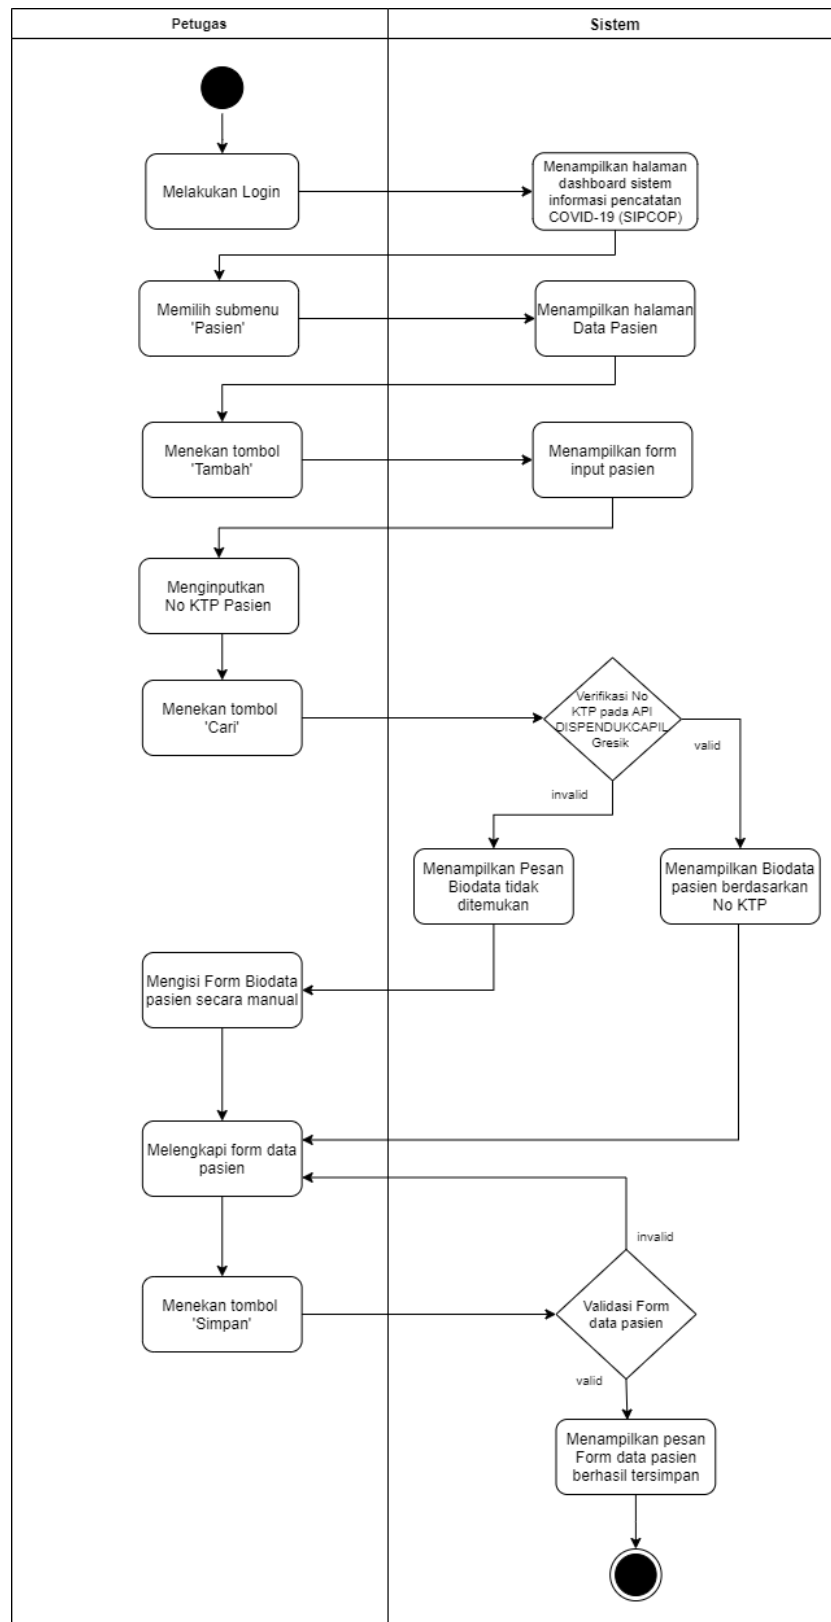 Petugas
Sistem
Melakukan Login
Menampilkan halaman
dashboard sistem
informasi pencatatan
COVID-19 (SIPCOP)
Memilih submenu
'Pasien'
Menampilkan halaman
Data Pasien
Menekan tombol
'Tambah'
Menampilkan form
input pasien
Menginputkan
No KTP Pasien
Menekan tombol
'Cari'
Verifikasi No
KTP pada API
DISPENDUKCAPIL
Gresik
valid
invalid
Menampilkan Pesan
Biodata tidak
ditemukan
Menampilkan Biodata
pasien berdasarkan
No KTP
Mengisi Form Biodata
pasien secara manual
Melengkapi form data
pasien
invalid
Menekan tombol
'Simpan'
Validasi Form
data pasien
valid
Menampilkan pesan
Form data pasien
berhasil tersimpan